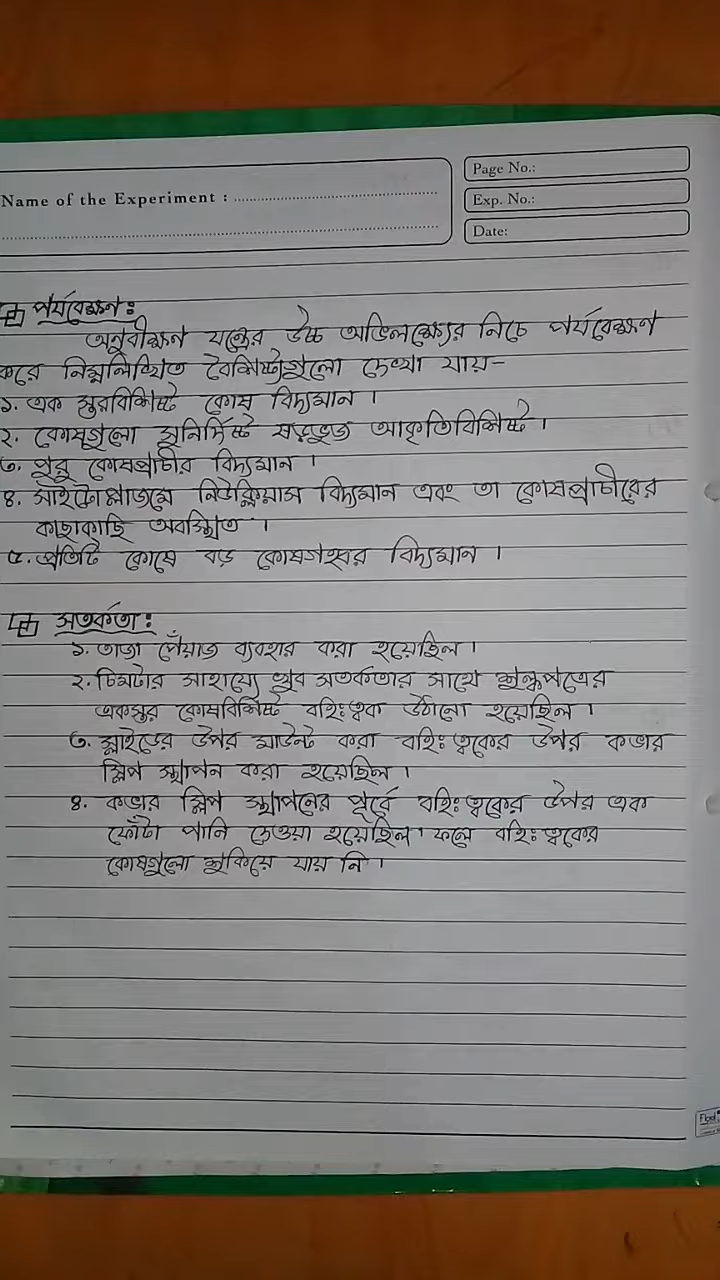 Name of the Experiment :
Page No.:
Exp. No.:
Date:
পর্যবেক্ষণঃ
অনুবীক্ষণ যন্ত্রের উচ্চ অভিলক্ষ্যের নিচে পর্যবেক্ষণ
করে নিম্নলিখিত বৈশিষ্ট্যগুলো দেখা যায়-
১. এক স্তরবিশিষ্ট কোষ বিদ্যমান ।
২. কোষগুলো সুনির্দিষ্ট ষড়ভুজ আকৃতিবিশিষ্ট ।
৩. পুরু কোষপ্রাচীর বিদ্যমান ।
৪. সাইটোপ্লাজমে নিউক্লিয়াস বিদ্যমান এবং তা কোষপ্রাচীরের
কাছাকাছি অবস্থিত ।
৫. প্রতিটি কোষে বড় কোষগহ্বর বিদ্যমান ।
সতর্কতাঃ
১. তাজা পেঁয়াজ ব্যবহার করা হয়েছিল ।
২. চিমটার সাহায্যে খুব সতর্কতার সাথে শুল্কপত্রের
একস্তর কোষবিশিষ্ট বহিঃত্বক উঠানো হয়েছিল ।
৩. স্লাইডের উপর মাউন্ট করা বহিঃত্বকের উপর কভার
স্লিপ স্থাপন করা হয়েছিল ।
৪. কভার স্লিপ স্থাপনের পূর্বে বহিঃত্বকের উপর এক
ফোঁটা পানি দেওয়া হয়েছিল । ফলে বহিঃত্বকের
কোষগুলো শুকিয়ে যায় নি ।